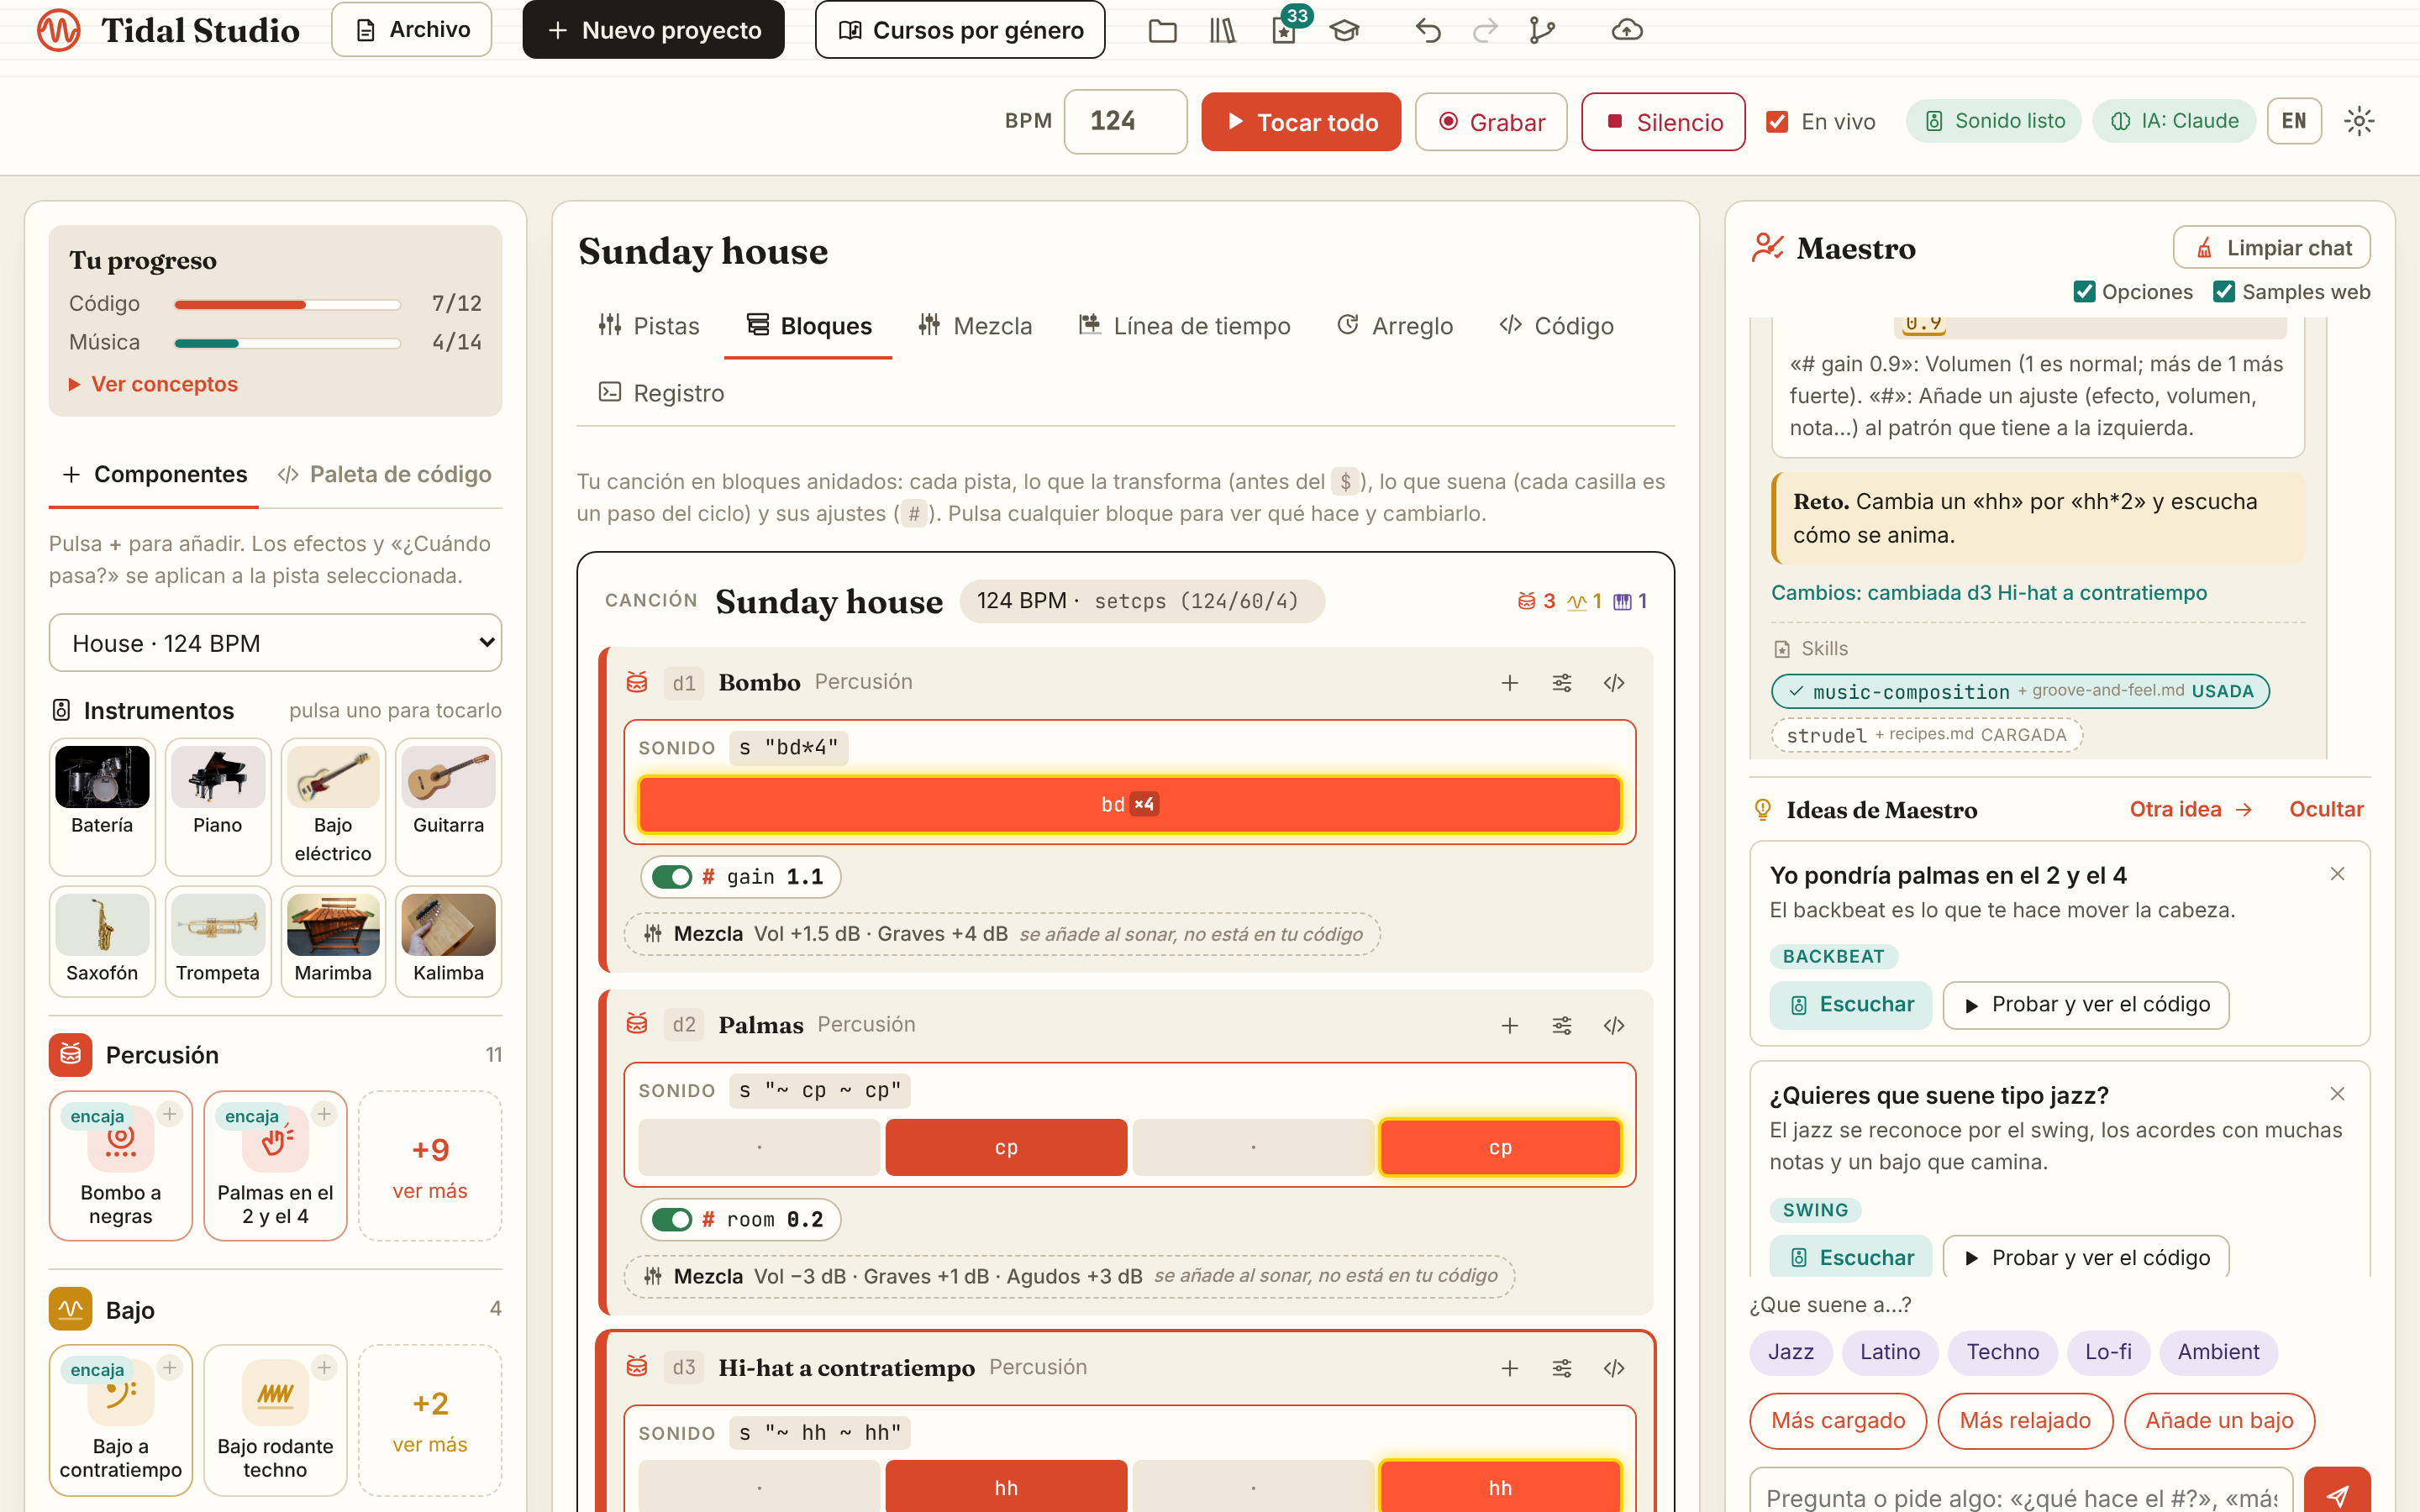 Tidal Studio
Archivo
Nuevo proyecto
Cursos por género
33
BPM
124
Tocar todo
Grabar
Silencio
En vivo
Sonido listo
IA: Claude
EN
Tu progreso
Código 7/12
Música 4/14
Ver conceptos
Componentes
Paleta de código
Pulsa + para añadir. Los efectos y «¿Cuándo
pasa?» se aplican a la pista seleccionada.
House · 124 BPM
Instrumentos pulsa uno para tocarlo
Batería
Piano
Bajo
eléctrico
Guitarra
Saxofón
Trompeta
Marimba
Kalimba
Percusión 11
encaja
Bombo a
negras
encaja
Palmas en el
2 y el 4
+9
ver más
Bajo 4
encaja
Bajo a
contratiempo
Bajo rodante
techno
+2
ver más
Sunday house
Pistas
Bloques
Mezcla
Línea de tiempo
Arreglo
Código
Registro
Tu canción en bloques anidados: cada pista, lo que la transforma (antes del $), lo que suena (cada casilla es
un paso del ciclo) y sus ajustes (#). Pulsa cualquier bloque para ver qué hace y cambiarlo.
CANCIÓN Sunday house 124 BPM · setcps (124/60/4) 3 1 1
d1 Bombo Percusión
SONIDO s "bd*4"
bd ×4
# gain 1.1
Mezcla Vol +1.5 dB · Graves +4 dB se añade al sonar, no está en tu código
d2 Palmas Percusión
SONIDO s "~ cp ~ cp"
· cp · cp
# room 0.2
Mezcla Vol −3 dB · Graves +1 dB · Agudos +3 dB se añade al sonar, no está en tu código
d3 Hi-hat a contratiempo Percusión
SONIDO s "~ hh ~ hh"
· hh · hh
Maestro
Limpiar chat
Opciones
Samples web
0.9
«# gain 0.9»: Volumen (1 es normal; más de 1 más
fuerte). «#»: Añade un ajuste (efecto, volumen,
nota…) al patrón que tiene a la izquierda.
Reto. Cambia un «hh» por «hh*2» y escucha
cómo se anima.
Cambios: cambiada d3 Hi-hat a contratiempo
Skills
music-composition + groove-and-feel.md USADA
strudel + recipes.md CARGADA
Ideas de Maestro
Otra idea →
Ocultar
Yo pondría palmas en el 2 y el 4
El backbeat es lo que te hace mover la cabeza.
BACKBEAT
Escuchar
Probar y ver el código
¿Quieres que suene tipo jazz?
El jazz se reconoce por el swing, los acordes con muchas
notas y un bajo que camina.
SWING
Escuchar
Probar y ver el código
¿Que suene a…?
Jazz
Latino
Techno
Lo-fi
Ambient
Más cargado
Más relajado
Añade un bajo
Pregunta o pide algo: «¿qué hace el #?», «más